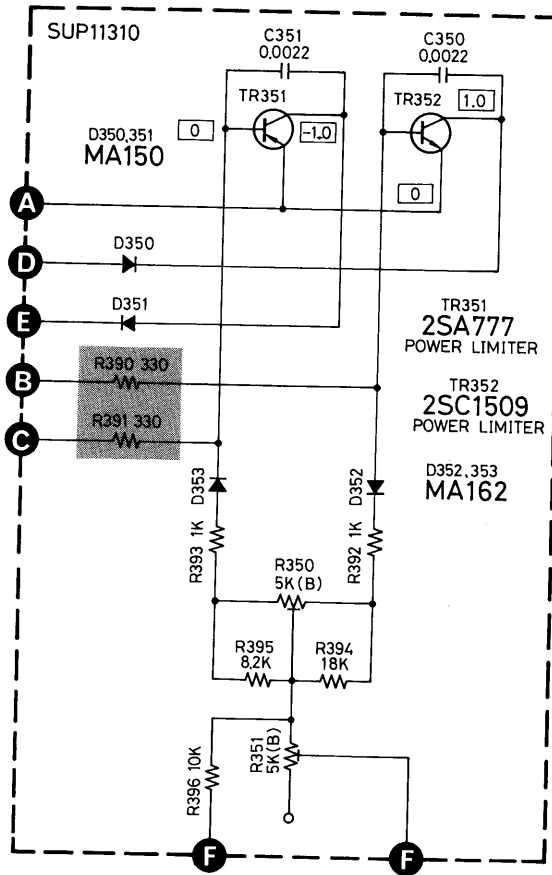 SUP11310
C351
0.0022
C350
0.0022
TR351
TR352
1.0
D350,351
MA150
0
-1.0
0
A
D350
D
D351
E
TR351
2SA777
POWER LIMITER
R390 330
B
TR352
2SC1509
POWER LIMITER
R391 330
C
D353
D352
D352,353
MA162
R393 1K
R392 1K
R350
5K(B)
R395
8.2K
R394
18K
R396 10K
R351
5K(B)
F
F